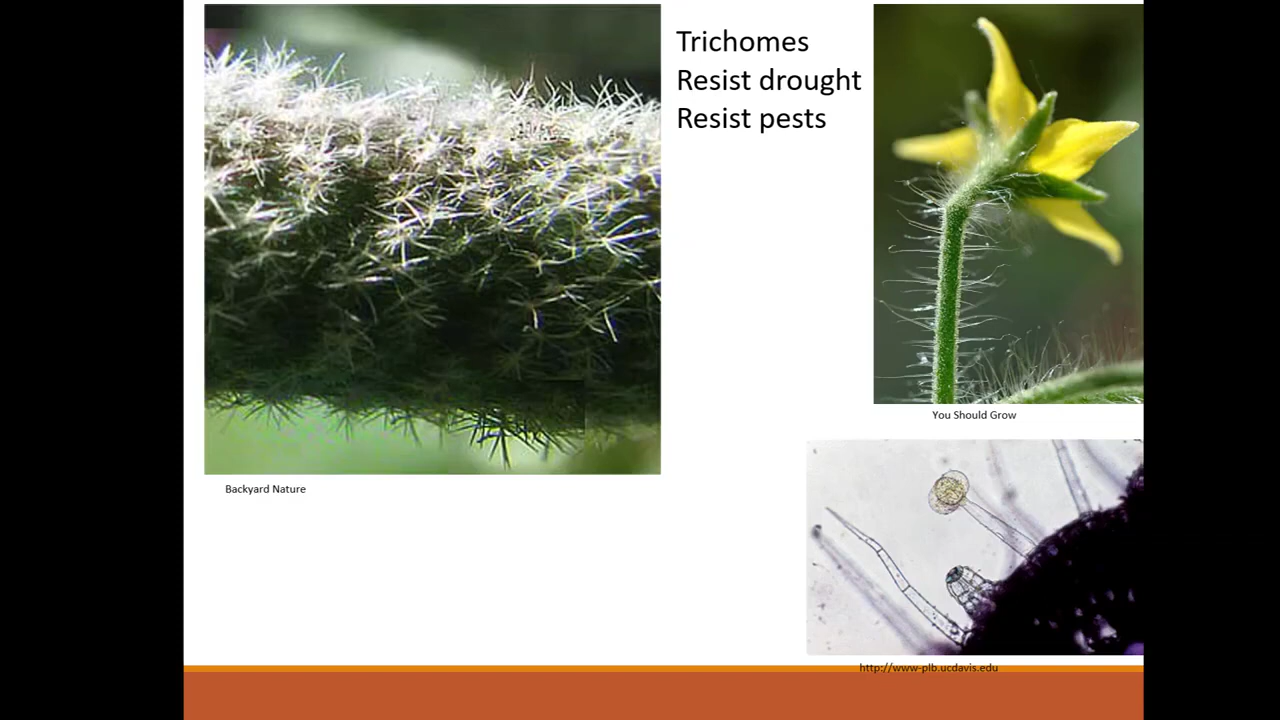 Trichomes
Resist drought
Resist pests
You Should Grow
Backyard Nature
http://www-plb.ucdavis.edu